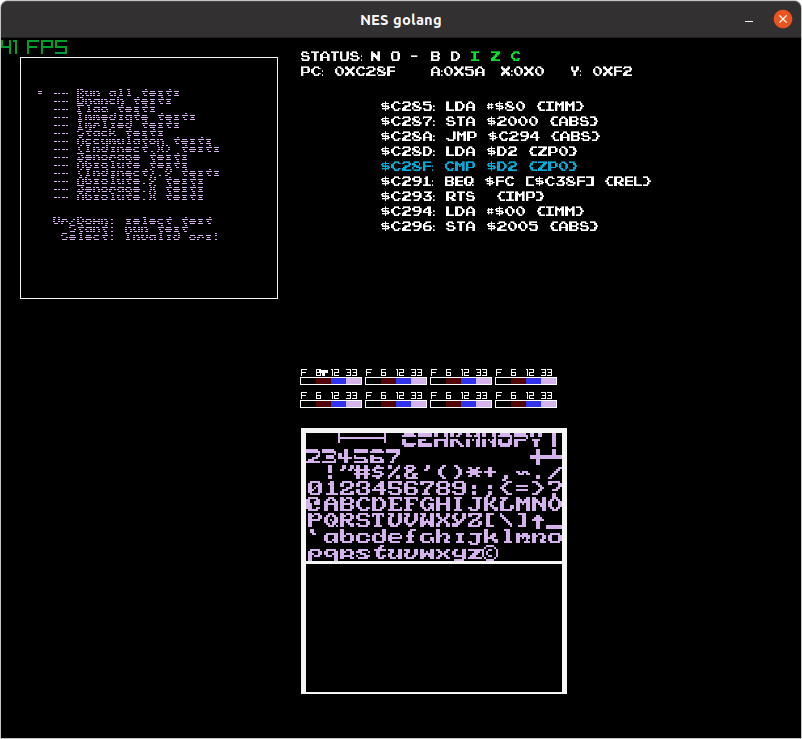 NES golang
41 FPS
STATUS: N O - B D I Z C
PC: 0XC28F A:0X5A X:0X0 Y: 0XF2
* -- Run all tests
-- Branch tests
-- Flag tests
-- Immediate tests
-- Implied tests
-- Stack tests
-- Accumulator tests
-- (Indirect,X) tests
-- Zeropage tests
-- Absolute tests
-- (Indirect),Y tests
-- Absolute,Y tests
-- Zeropage,X tests
-- Absolute,X tests
Up/Down: select test
Start: run test
Select: Invalid ops!
$C285: LDA #$80 {IMM}
$C287: STA $2000 {ABS}
$C28A: JMP $C294 {ABS}
$C28D: LDA $D2 {ZP0}
$C28F: CMP $D2 {ZP0}
$C291: BEQ $FC [$C38F] {REL}
$C293: RTS {IMP}
$C294: LDA #$00 {IMM}
$C296: STA $2005 {ABS}
F 6 12 33 F 6 12 33 F 6 12 33 F 6 12 33
F 6 12 33 F 6 12 33 F 6 12 33 F 6 12 33
CEHKMNOPY!
234567
!"#$%&'()*+,-./
0123456789:;<=>?
@ABCDEFGHIJKLMNO
PQRSTUVWXYZ[\]↑_
`abcdefghijklmno
pqrstuvwxyz©